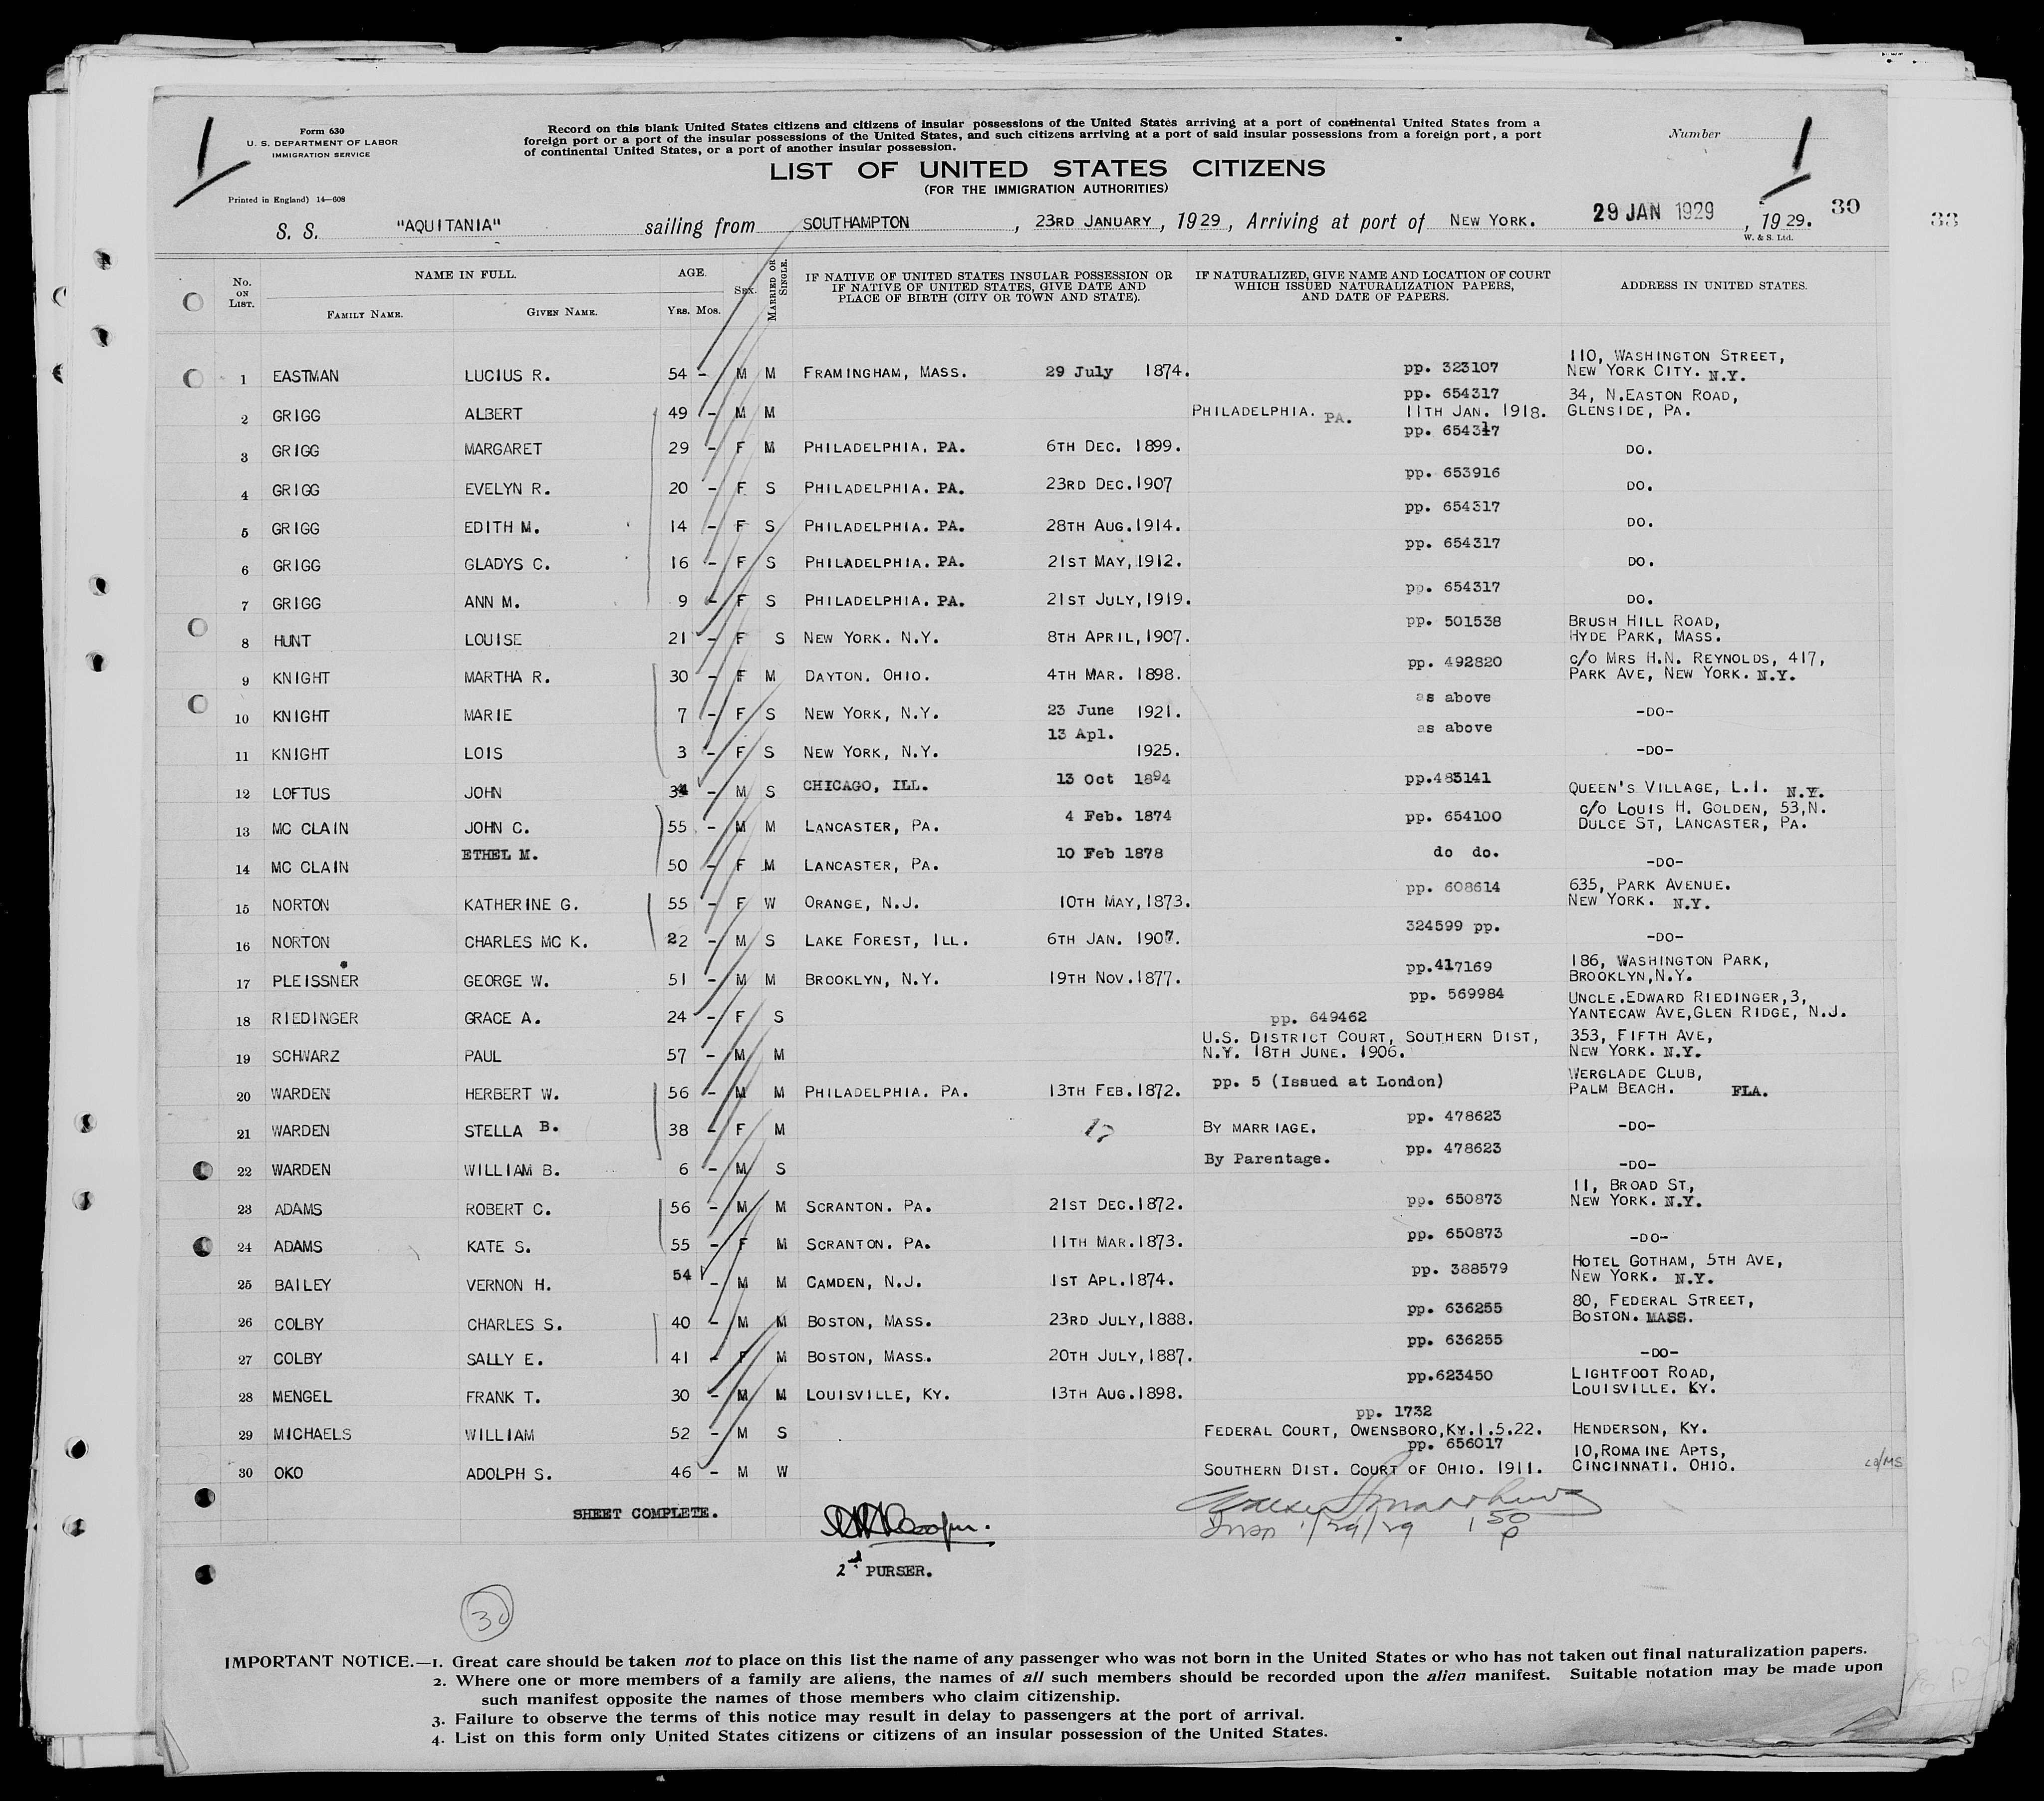 Form 630
U. S. DEPARTMENT OF LABOR
IMMIGRATION SERVICE
Printed in England) 14—608
Record on this blank United States citizens and citizens of insular possessions of the United States arriving at a port of continental United States from a
foreign port or a port of the insular possessions of the United States, and such citizens arriving at a port of said insular possessions from a foreign port, a port
of continental United States, or a port of another insular possession.
Number
1
1
LIST OF UNITED STATES CITIZENS
(FOR THE IMMIGRATION AUTHORITIES)
S. S. "AQUITANIA" sailing from SOUTHAMPTON, 23RD JANUARY, 1929, Arriving at port of NEW YORK. 29 JAN 1929, 1929. 30
33
W. & S. Ltd.
No. ON LIST. NAME IN FULL. AGE. SEX. MARRIED OR SINGLE. IF NATIVE OF UNITED STATES INSULAR POSSESSION OR IF NATIVE OF UNITED STATES, GIVE DATE AND PLACE OF BIRTH (CITY OR TOWN AND STATE). IF NATURALIZED, GIVE NAME AND LOCATION OF COURT WHICH ISSUED NATURALIZATION PAPERS, AND DATE OF PAPERS. ADDRESS IN UNITED STATES.
FAMILY NAME. GIVEN NAME. YRS. MOS.
1 EASTMAN LUCIUS R. 54 - M M FRAMINGHAM, MASS. 29 July 1874. pp. 323107 110, WASHINGTON STREET, NEW YORK CITY. N.Y.
2 GRIGG ALBERT 49 - M M PHILADELPHIA. PA. pp. 654317 11TH JAN. 1918. 34, N.EASTON ROAD, GLENSIDE, PA.
3 GRIGG MARGARET 29 - F M PHILADELPHIA. PA. 6TH DEC. 1899. pp. 654317 DO.
4 GRIGG EVELYN R. 20 - F S PHILADELPHIA. PA. 23RD DEC.1907 pp. 653916 DO.
5 GRIGG EDITH M. 14 - F S PHILADELPHIA. PA. 28TH AUG.1914. pp. 654317 DO.
6 GRIGG GLADYS C. 16 - F S PHILADELPHIA. PA. 21ST MAY, 1912. pp. 654317 DO.
7 GRIGG ANN M. 9 - F S PHILADELPHIA. PA. 21ST JULY, 1919. pp. 654317 DO.
8 HUNT LOUISE 21 - F S NEW YORK. N.Y. 8TH APRIL, 1907. pp. 501538 BRUSH HILL ROAD, HYDE PARK, MASS.
9 KNIGHT MARTHA R. 30 - F M DAYTON. OHIO. 4TH MAR. 1898. pp. 492820 c/o MRS H.N. REYNOLDS, 417, PARK AVE, NEW YORK. N.Y.
10 KNIGHT MARIE 7 - F S NEW YORK, N.Y. 23 June 1921. as above -DO-
11 KNIGHT LOIS 3 - F S NEW YORK, N.Y. 13 Apl. 1925. as above -DO-
12 LOFTUS JOHN 34 - M S CHICAGO, ILL. 13 Oct 1894 pp.483141 QUEEN'S VILLAGE, L.I. N.Y.
13 MC CLAIN JOHN C. 55 - M M LANCASTER, PA. 4 Feb. 1874 pp. 654100 c/o LOUIS H. GOLDEN, 53,N. DULCE ST, LANCASTER, PA.
14 MC CLAIN ETHEL M. 50 - F M LANCASTER, PA. 10 Feb 1878 do do. -DO-
15 NORTON KATHERINE G. 55 - F W ORANGE, N.J. 10TH MAY, 1873. pp. 608614 635, PARK AVENUE. NEW YORK. N.Y.
16 NORTON CHARLES MC K. 22 - M S LAKE FOREST, ILL. 6TH JAN. 1907. 324599 pp. -DO-
17 PLEISSNER GEORGE W. 51 - M M BROOKLYN, N.Y. 19TH NOV.1877. pp.417169 186, WASHINGTON PARK, BROOKLYN,N.Y.
18 RIEDINGER GRACE A. 24 - F S pp. 569984 UNCLE.EDWARD RIEDINGER,3, YANTECAW AVE,GLEN RIDGE, N.J.
19 SCHWARZ PAUL 57 - M M pp. 649462 U.S. DISTRICT COURT, SOUTHERN DIST, N.Y. 18TH JUNE. 1906. 353, FIFTH AVE, NEW YORK. N.Y.
20 WARDEN HERBERT W. 56 - M M PHILADELPHIA. PA. 13TH FEB.1872. pp. 5 (Issued at London) WERGLADE CLUB, PALM BEACH. FLA.
21 WARDEN STELLA B. 38 - F M BY MARRIAGE. pp. 478623 -DO-
22 WARDEN WILLIAM B. 6 - M S By Parentage. pp. 478623 -DO-
23 ADAMS ROBERT C. 56 - M M SCRANTON. PA. 21ST DEC.1872. pp. 650873 11, BROAD ST, NEW YORK. N.Y.
24 ADAMS KATE S. 55 - F M SCRANTON. PA. 11TH MAR.1873. pp. 650873 -DO-
25 BAILEY VERNON H. 54 - M M CAMDEN, N.J. 1ST APL.1874. pp. 388579 HOTEL GOTHAM, 5TH AVE, NEW YORK. N.Y.
26 COLBY CHARLES S. 40 - M M BOSTON, MASS. 23RD JULY, 1888. pp. 636255 80, FEDERAL STREET, BOSTON. MASS.
27 COLBY SALLY E. 41 - F M BOSTON, MASS. 20TH JULY, 1887. pp. 636255 -DO-
28 MENGEL FRANK T. 30 - M M LOUISVILLE, KY. 13TH AUG.1898. pp.623450 LIGHTFOOT ROAD, LOUISVILLE. KY.
29 MICHAELS WILLIAM 52 - M S pp. 1732 FEDERAL COURT, OWENSBORO,KY.1.5.22. HENDERSON, KY.
30 OKO ADOLPH S. 46 - M W pp. 656017 SOUTHERN DIST. COURT OF OHIO. 1911. 10,ROMAINE APTS, CINCINNATI. OHIO.
SHEET COMPLETE.
1/29/29 150
2nd PURSER.
30
IMPORTANT NOTICE.—1. Great care should be taken not to place on this list the name of any passenger who was not born in the United States or who has not taken out final naturalization papers.
2. Where one or more members of a family are aliens, the names of all such members should be recorded upon the alien manifest. Suitable notation may be made upon
such manifest opposite the names of those members who claim citizenship.
3. Failure to observe the terms of this notice may result in delay to passengers at the port of arrival.
4. List on this form only United States citizens or citizens of an insular possession of the United States.